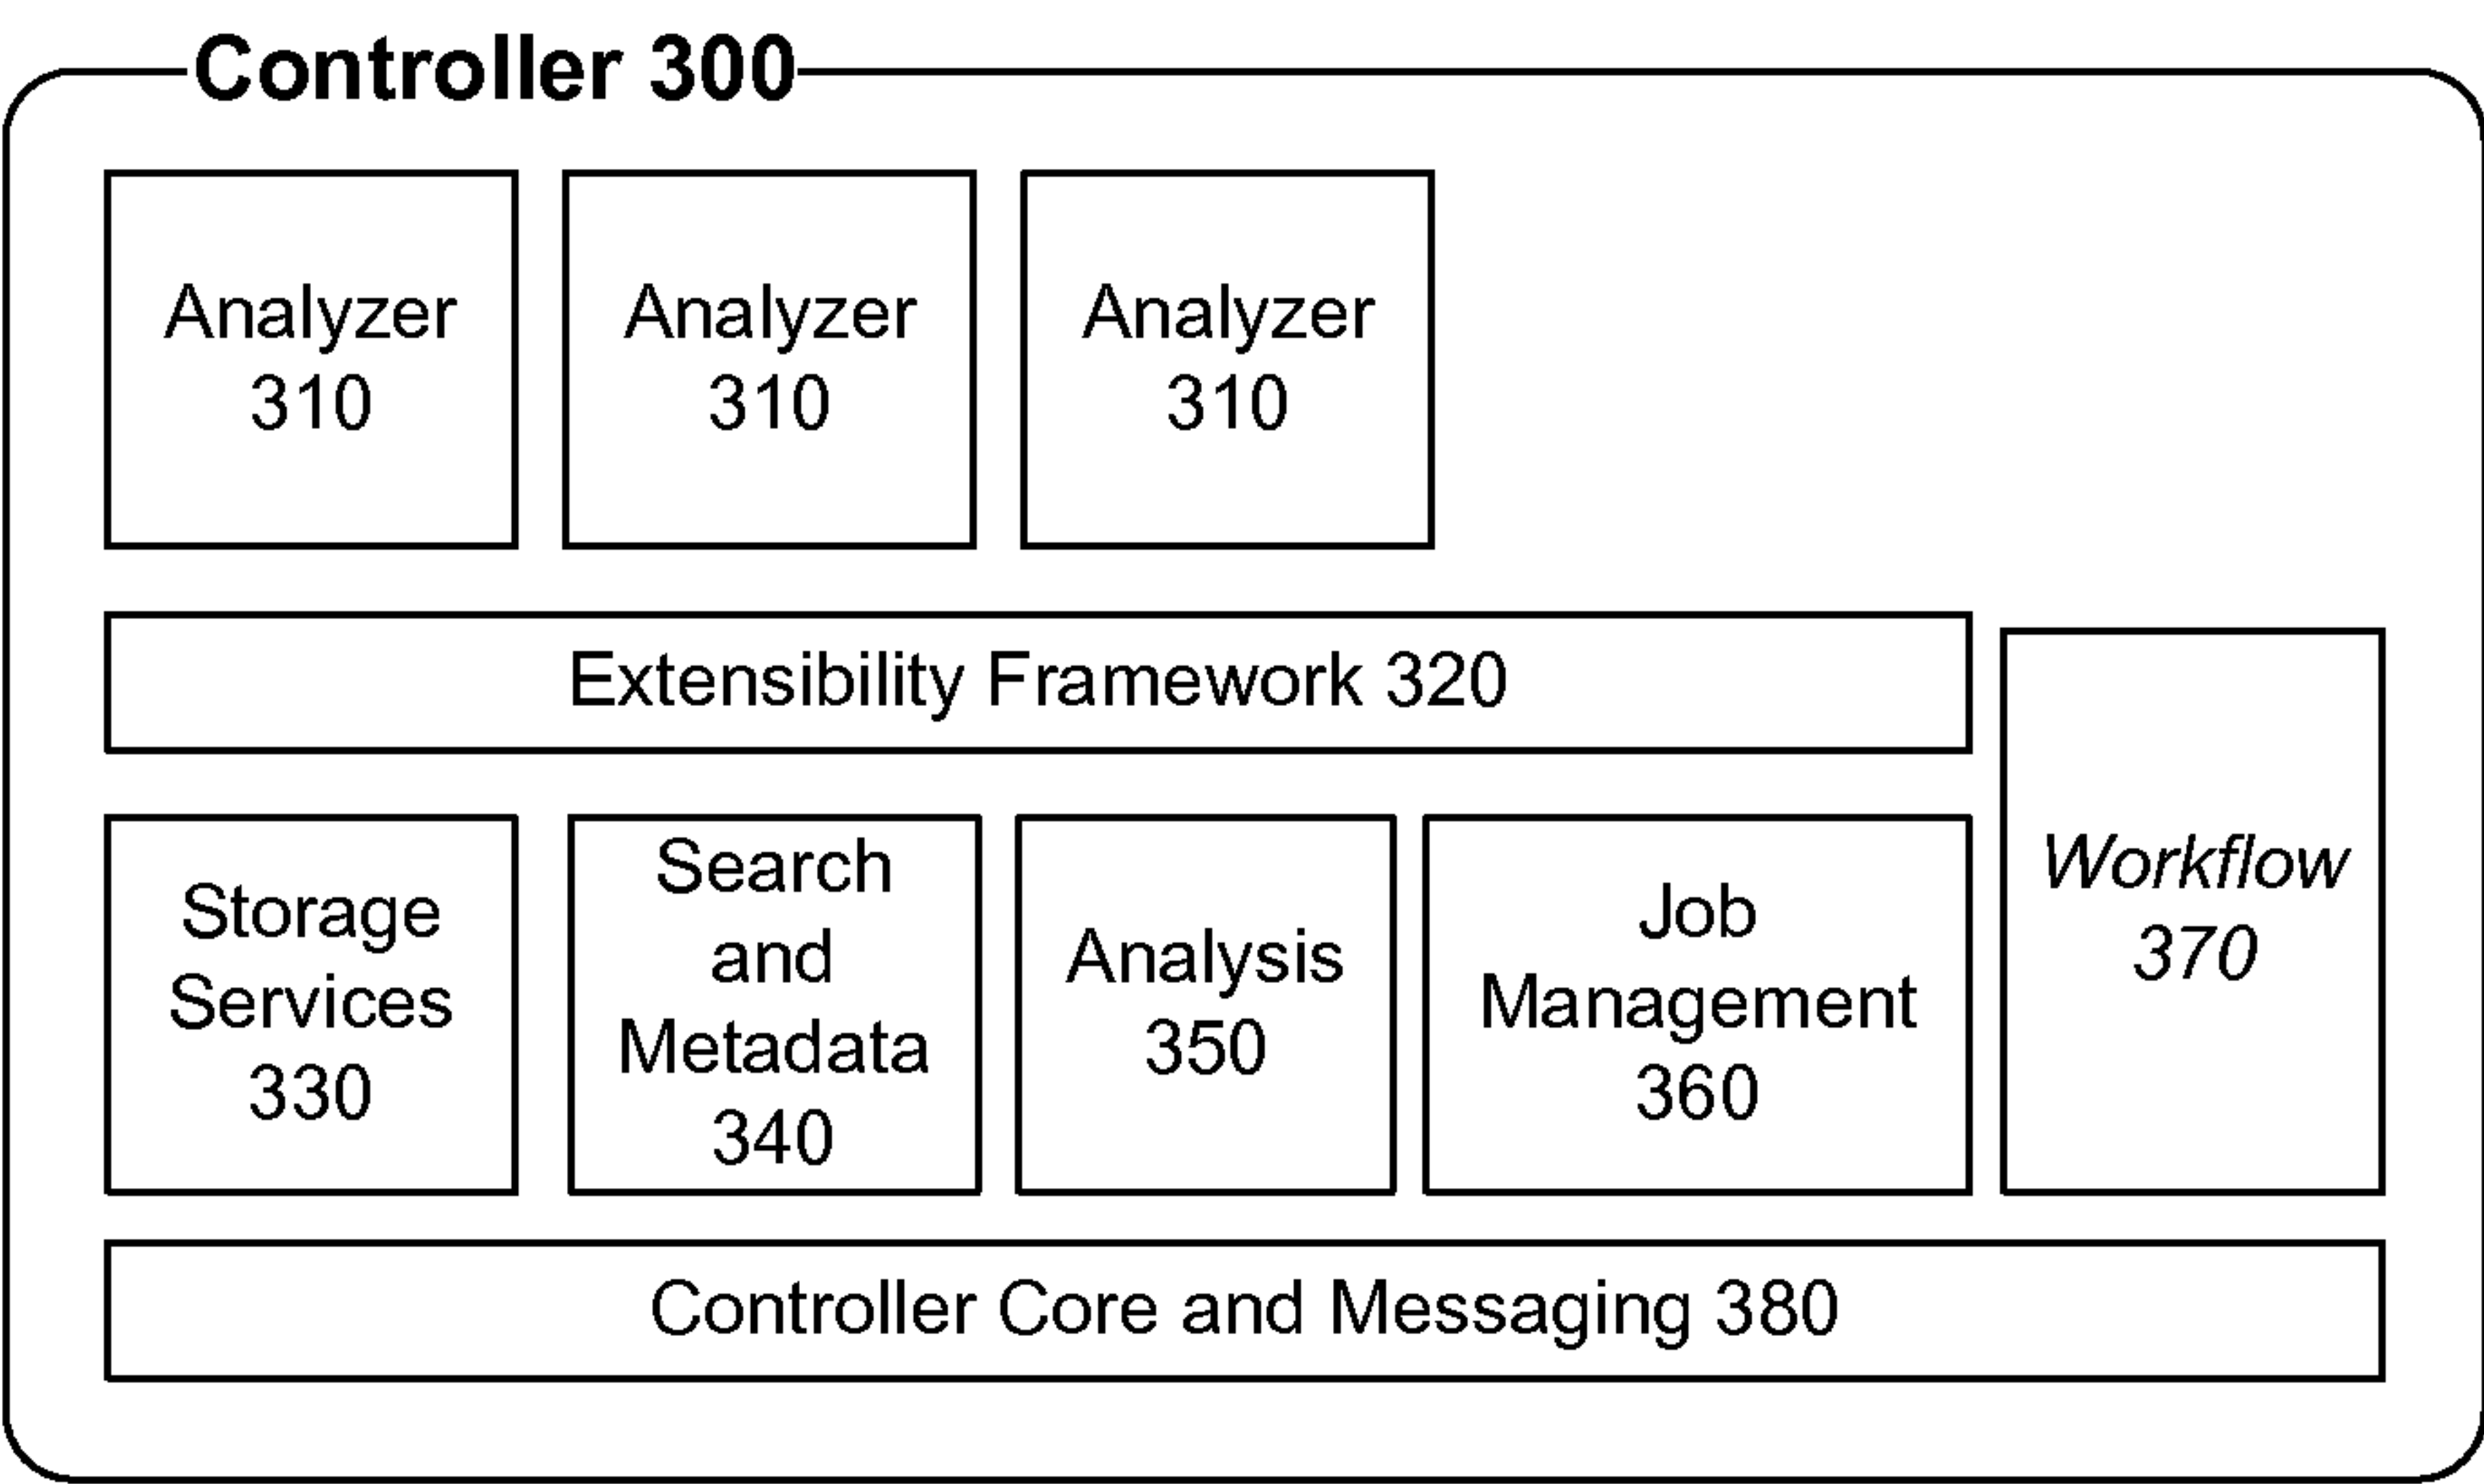 Controller 300
Analyzer
310
Analyzer
310
Analyzer
310
Extensibility Framework 320
Storage
Services
330
Search
and
Metadata
340
Analysis
350
Job
Management
360
Workflow
370
Controller Core and Messaging 380